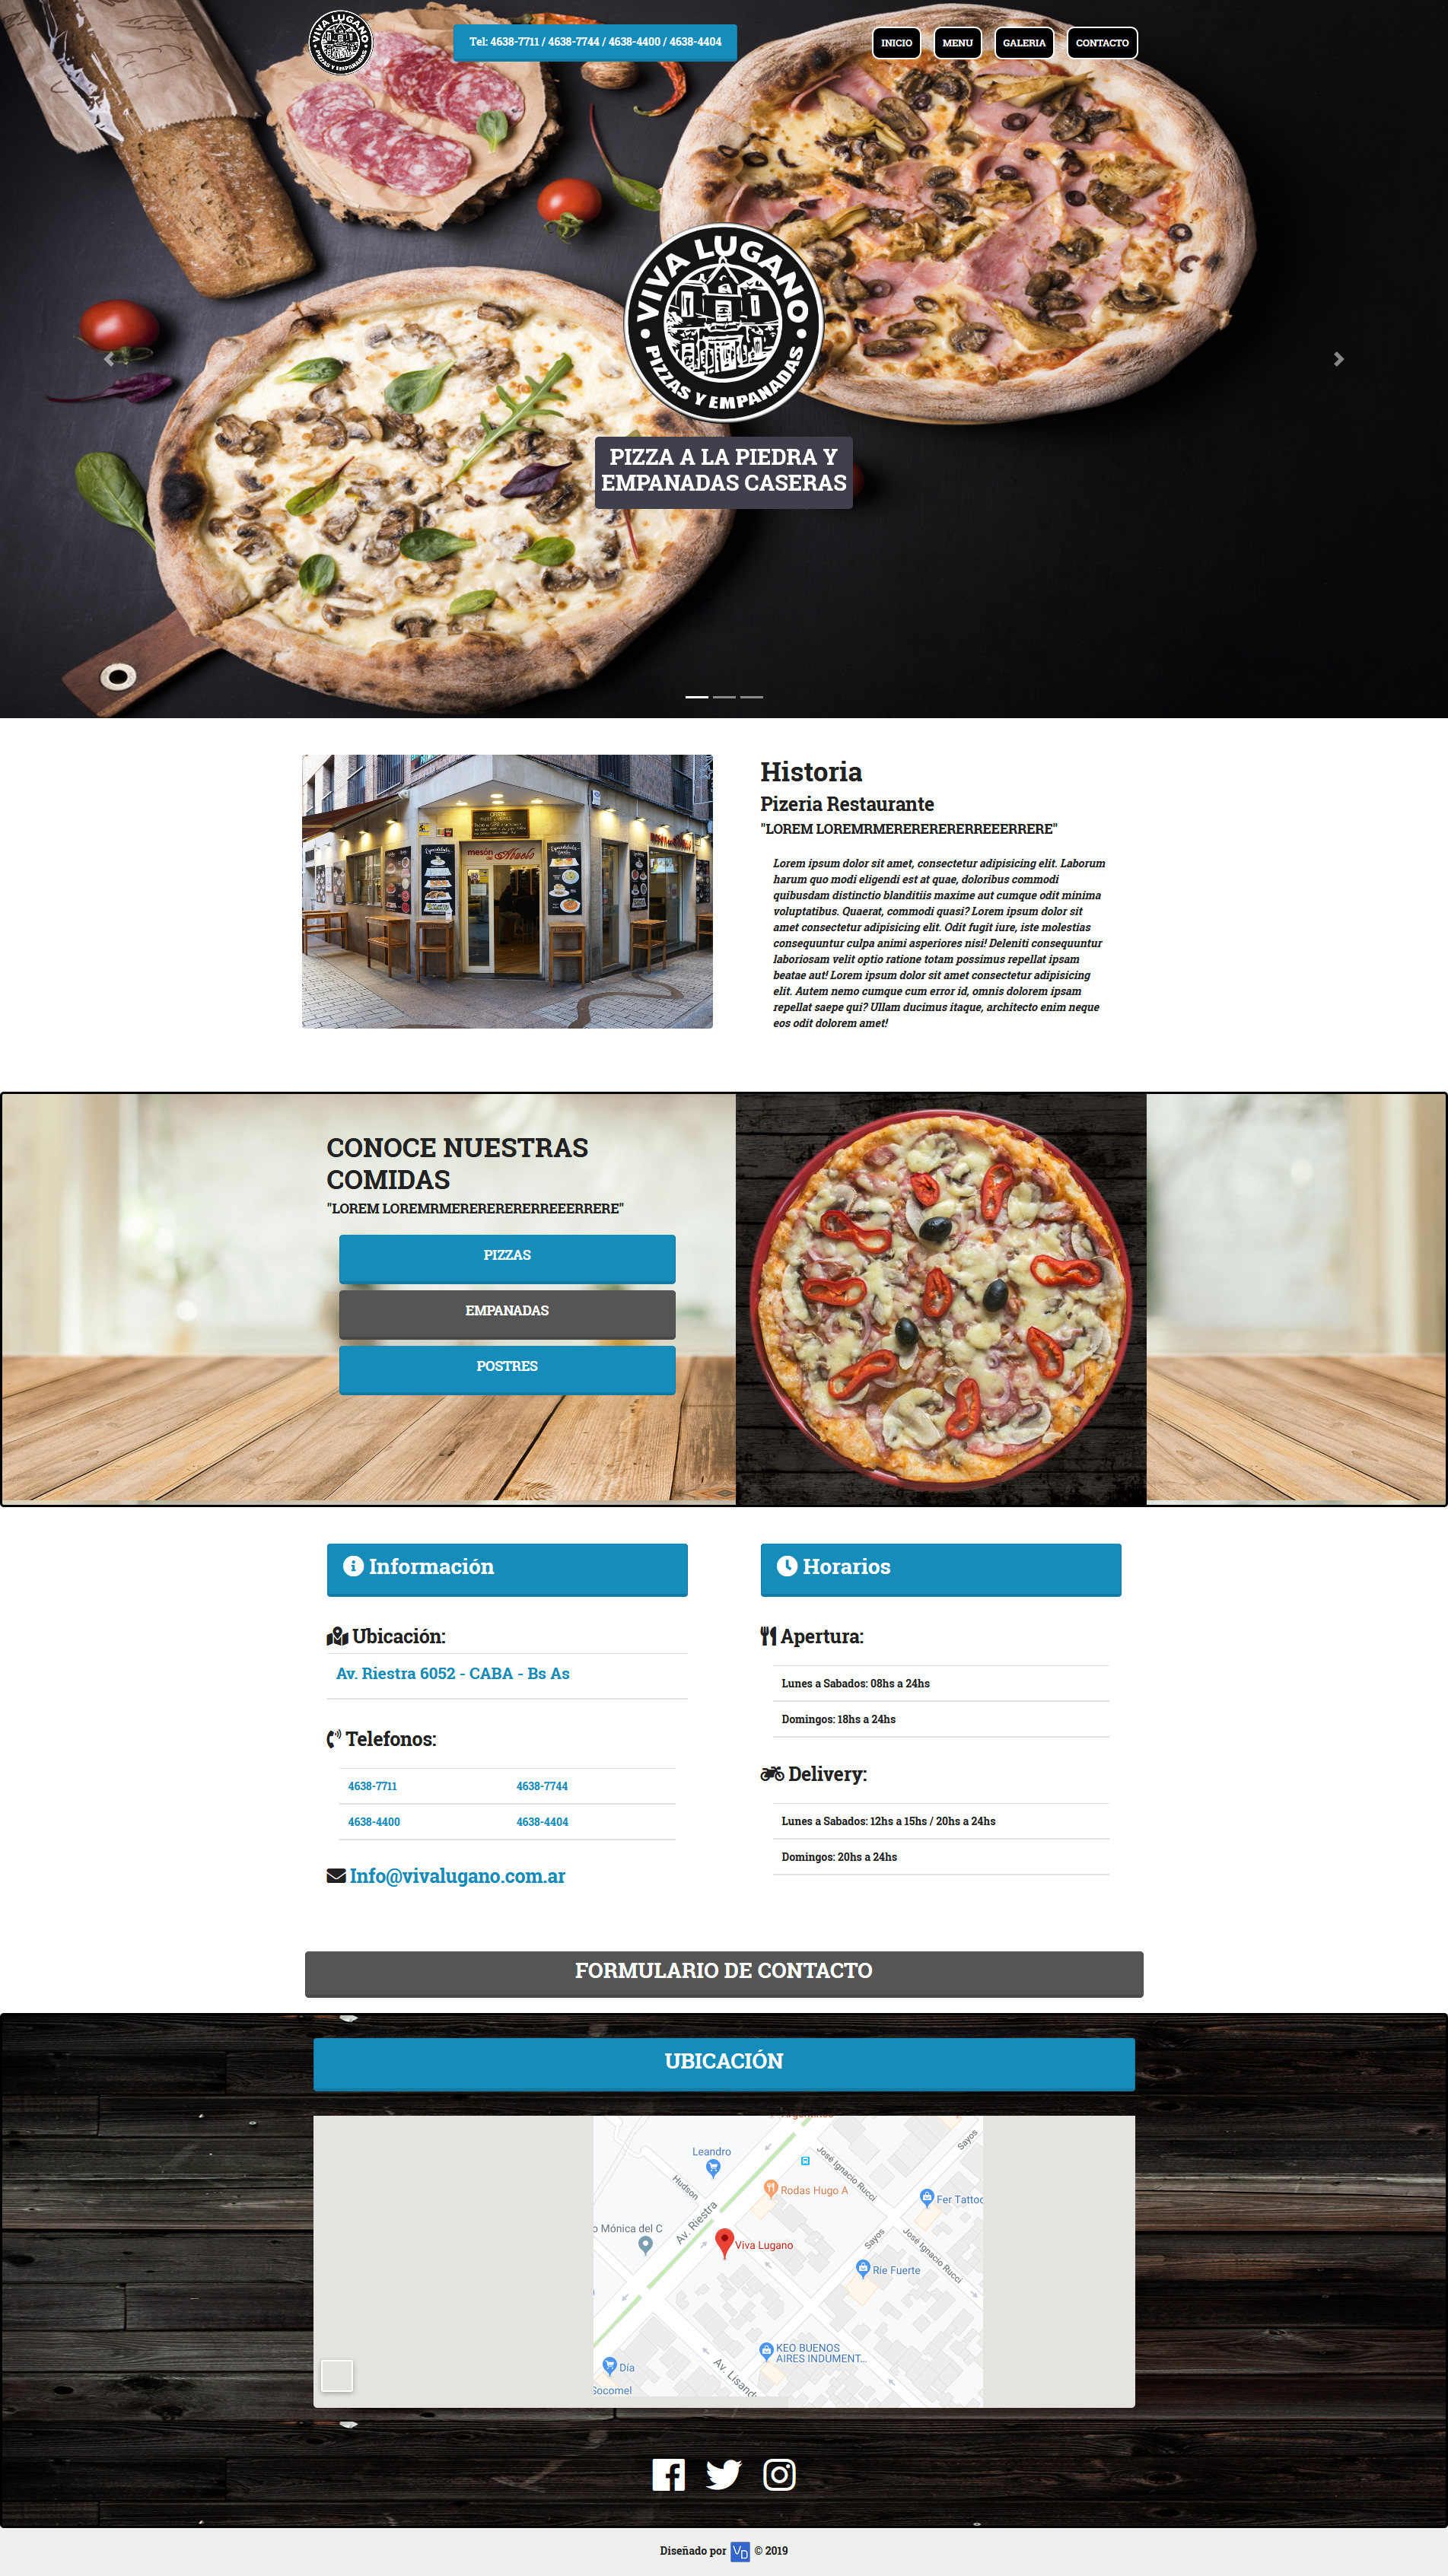 VIVA LUGANO
PIZZAS Y EMPANADAS
Tel: 4638-7711 / 4638-7744 / 4638-4400 / 4638-4404
INICIO
MENU
GALERIA
CONTACTO
VIVA LUGANO
PIZZAS Y EMPANADAS
PIZZA A LA PIEDRA Y
EMPANADAS CASERAS
mesón
del Abuelo
Historia
Pizeria Restaurante
"LOREM LOREMRMERERERERERREEERRERE"
Lorem ipsum dolor sit amet, consectetur adipisicing elit. Laborum
harum quo modi eligendi est at quae, doloribus commodi
quibusdam distinctio blanditiis maxime aut cumque odit minima
voluptatibus. Quaerat, commodi quasi? Lorem ipsum dolor sit
amet consectetur adipisicing elit. Odit fugit iure, iste molestias
consequuntur culpa animi asperiores nisi! Deleniti consequuntur
laboriosam velit optio ratione totam possimus repellat ipsam
beatae aut! Lorem ipsum dolor sit amet consectetur adipisicing
elit. Autem nemo cumque cum error id, omnis dolorem ipsam
repellat saepe qui? Ullam ducimus itaque, architecto enim neque
eos odit dolorem amet!
CONOCE NUESTRAS
COMIDAS
"LOREM LOREMRMERERERERERREEERRERE"
PIZZAS
EMPANADAS
POSTRES
Información
Ubicación:
Av. Riestra 6052 - CABA - Bs As
Telefonos:
4638-7711 4638-7744
4638-4400 4638-4404
Info@vivalugano.com.ar
Horarios
Apertura:
Lunes a Sabados: 08hs a 24hs
Domingos: 18hs a 24hs
Delivery:
Lunes a Sabados: 12hs a 15hs / 20hs a 24hs
Domingos: 20hs a 24hs
FORMULARIO DE CONTACTO
UBICACIÓN
Leandro
Hudson
José Ignacio Rucci
Sayos
Rodas Hugo A
Fer Tattoo
o Mónica del C
Av. Riestra
Viva Lugano
Sayos
José Ignacio Rucci
Ríe Fuerte
KEO BUENOS
AIRES INDUMENT...
Día
Socomel
Av. Lisand
Diseñado por VD © 2019